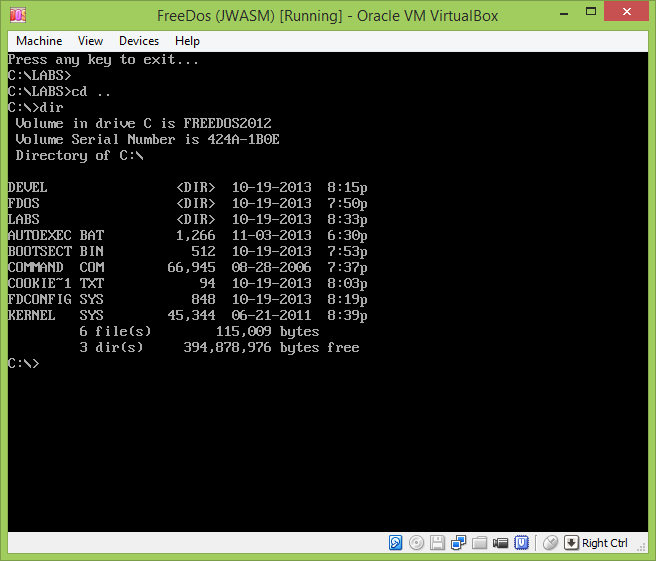 FreeDos (JWASM) [Running] - Oracle VM VirtualBox
Machine View Devices Help
Press any key to exit...
C:\LABS>
C:\LABS>cd ..
C:\>dir
Volume in drive C is FREEDOS2012
Volume Serial Number is 424A-1B0E
Directory of C:\
DEVEL <DIR> 10-19-2013 8:15p
FDOS <DIR> 10-19-2013 7:50p
LABS <DIR> 10-19-2013 8:33p
AUTOEXEC BAT 1,266 11-03-2013 6:30p
BOOTSECT BIN 512 10-19-2013 7:53p
COMMAND COM 66,945 08-28-2006 7:37p
COOKIE~1 TXT 94 10-19-2013 8:03p
FDCONFIG SYS 848 10-19-2013 8:19p
KERNEL SYS 45,344 06-21-2011 8:39p
6 file(s) 115,009 bytes
3 dir(s) 394,878,976 bytes free
C:\>
Right Ctrl